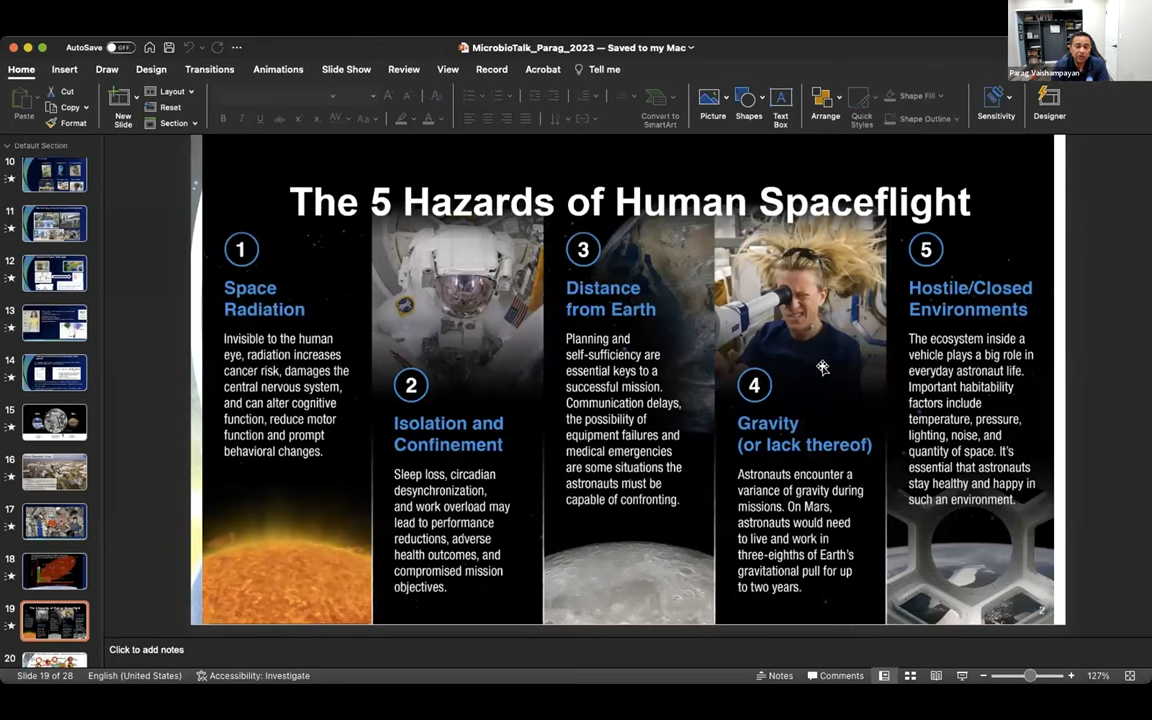 AutoSave
OFF
MicrobioTalk_Parag_2023 — Saved to my Mac
Parag Vaishampayan
Home
Insert
Draw
Design
Transitions
Animations
Slide Show
Review
View
Record
Acrobat
Tell me
Paste
Cut
Copy
Format
New
Slide
Layout
Reset
Section
Convert to
SmartArt
Picture
Shapes
Text
Box
Arrange
Quick
Styles
Shape Fill
Shape Outline
Sensitivity
Designer
Default Section
10
11
12
13
14
15
16
17
18
19
20
The 5 Hazards of Human Spaceflight
1
Space
Radiation
Invisible to the human
eye, radiation increases
cancer risk, damages the
central nervous system,
and can alter cognitive
function, reduce motor
function and prompt
behavioral changes.
2
Isolation and
Confinement
Sleep loss, circadian
desynchronization,
and work overload may
lead to performance
reductions, adverse
health outcomes, and
compromised mission
objectives.
3
Distance
from Earth
Planning and
self-sufficiency are
essential keys to a
successful mission.
Communication delays,
the possibility of
equipment failures and
medical emergencies
are some situations the
astronauts must be
capable of confronting.
4
Gravity
(or lack thereof)
Astronauts encounter a
variance of gravity during
missions. On Mars,
astronauts would need
to live and work in
three-eighths of Earth's
gravitational pull for up
to two years.
5
Hostile/Closed
Environments
The ecosystem inside a
vehicle plays a big role in
everyday astronaut life.
Important habitability
factors include
temperature, pressure,
lighting, noise, and
quantity of space. It's
essential that astronauts
stay healthy and happy in
such an environment.
2
Click to add notes
Slide 19 of 28
English (United States)
Accessibility: Investigate
Notes
Comments
127%